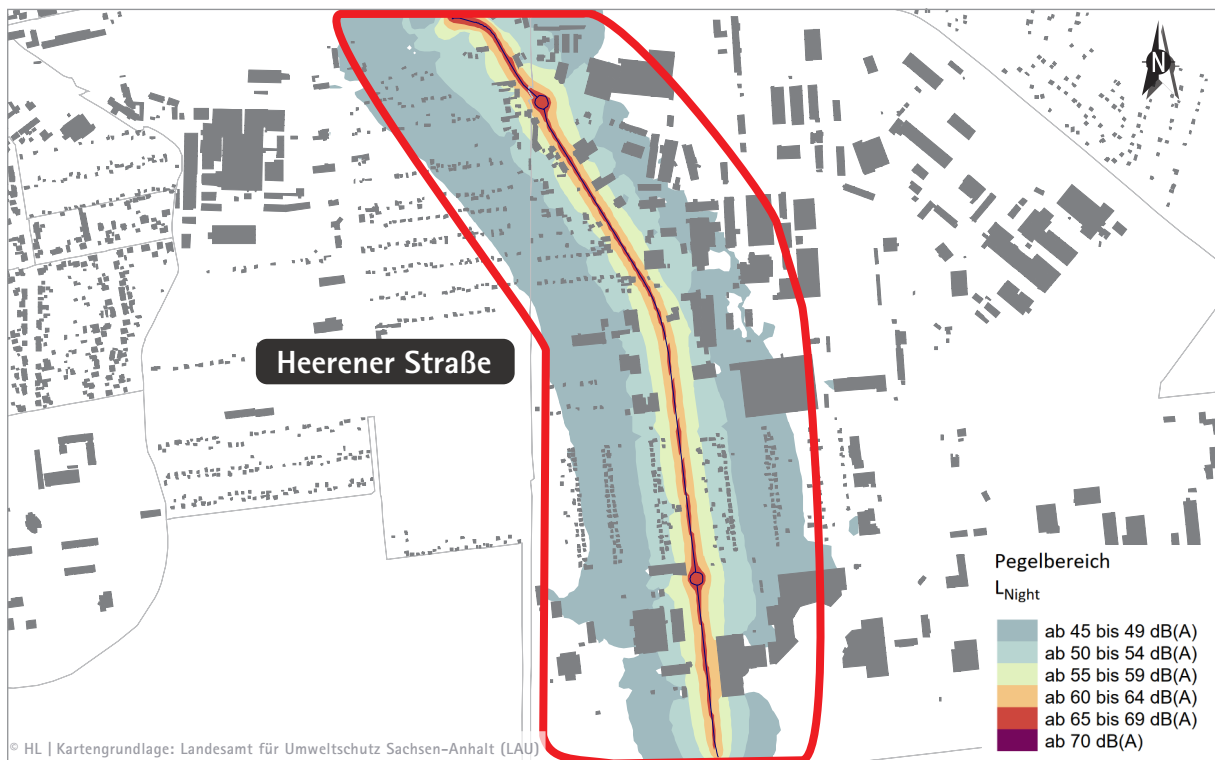 N
Heerener Straße
Pegelbereich
LNight
ab 45 bis 49 dB(A)
ab 50 bis 54 dB(A)
ab 55 bis 59 dB(A)
ab 60 bis 64 dB(A)
ab 65 bis 69 dB(A)
ab 70 dB(A)
© HL | Kartengrundlage: Landesamt für Umweltschutz Sachsen-Anhalt (LAU)